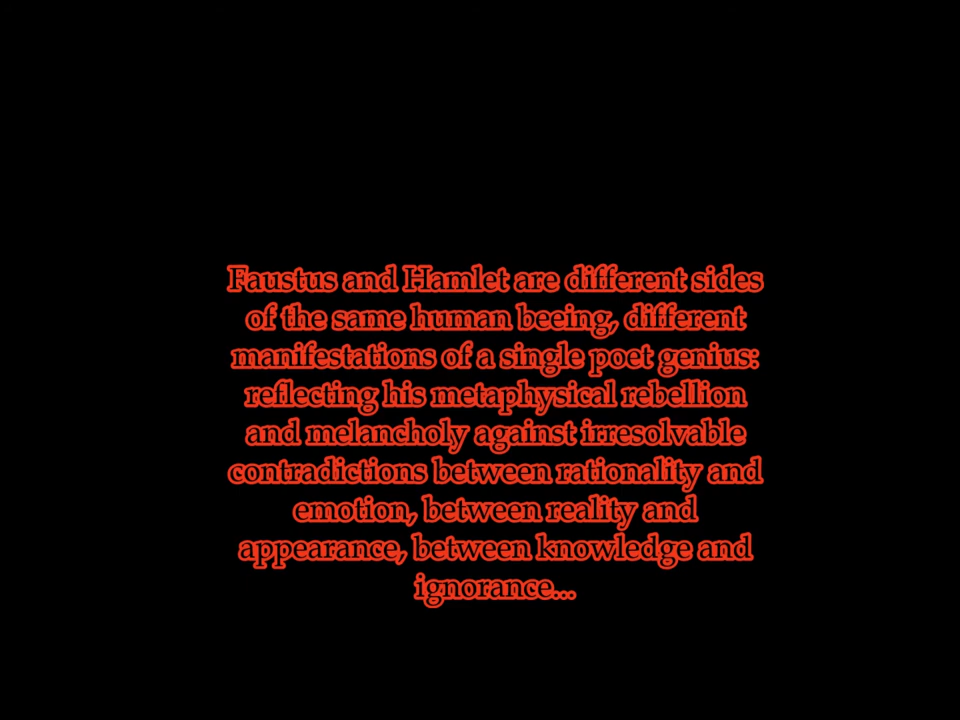 Faustus and Hamlet are different sides
of the same human beeing, different
manifestations of a single poet genius:
reflecting his metaphysical rebellion
and melancholy against irresolvable
contradictions between rationality and
emotion, between reality and
appearance, between knowledge and
ignorance...